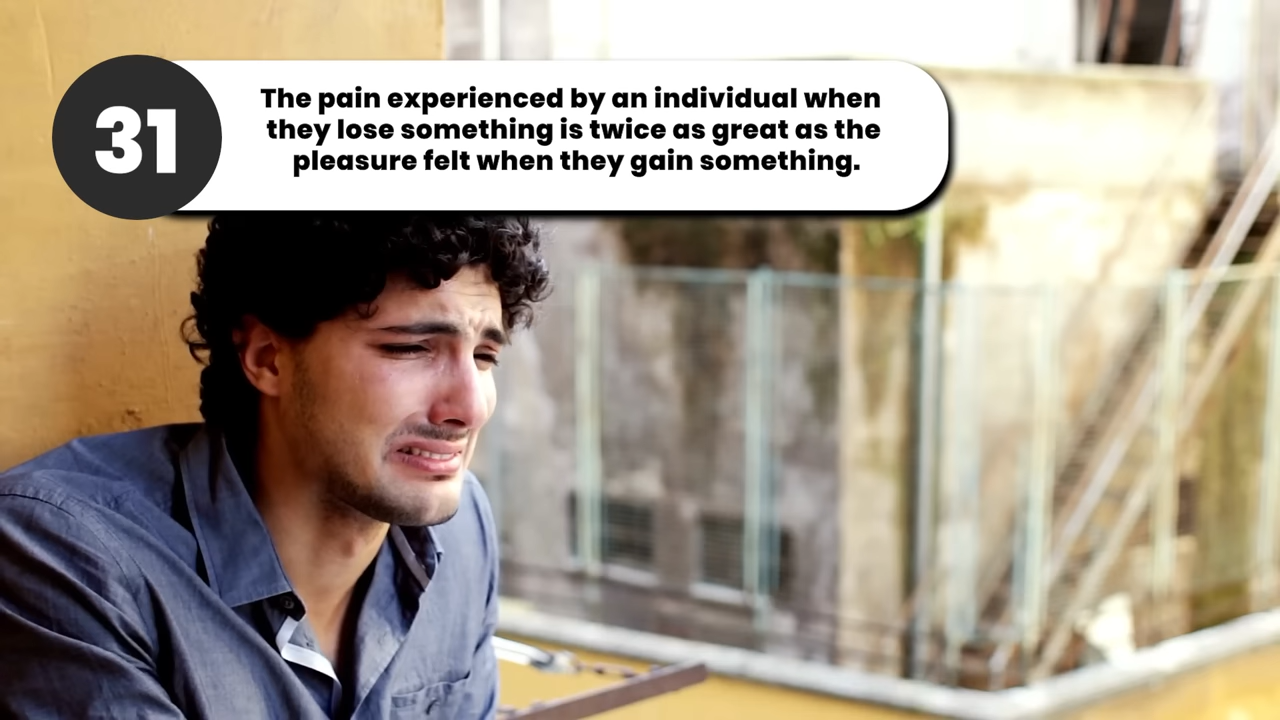 31
The pain experienced by an individual when
they lose something is twice as great as the
pleasure felt when they gain something.